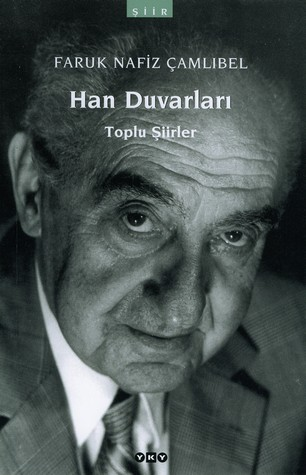 ŞİİR
FARUK NAFİZ ÇAMLIBEL
Han Duvarları
Toplu Şiirler
YKY